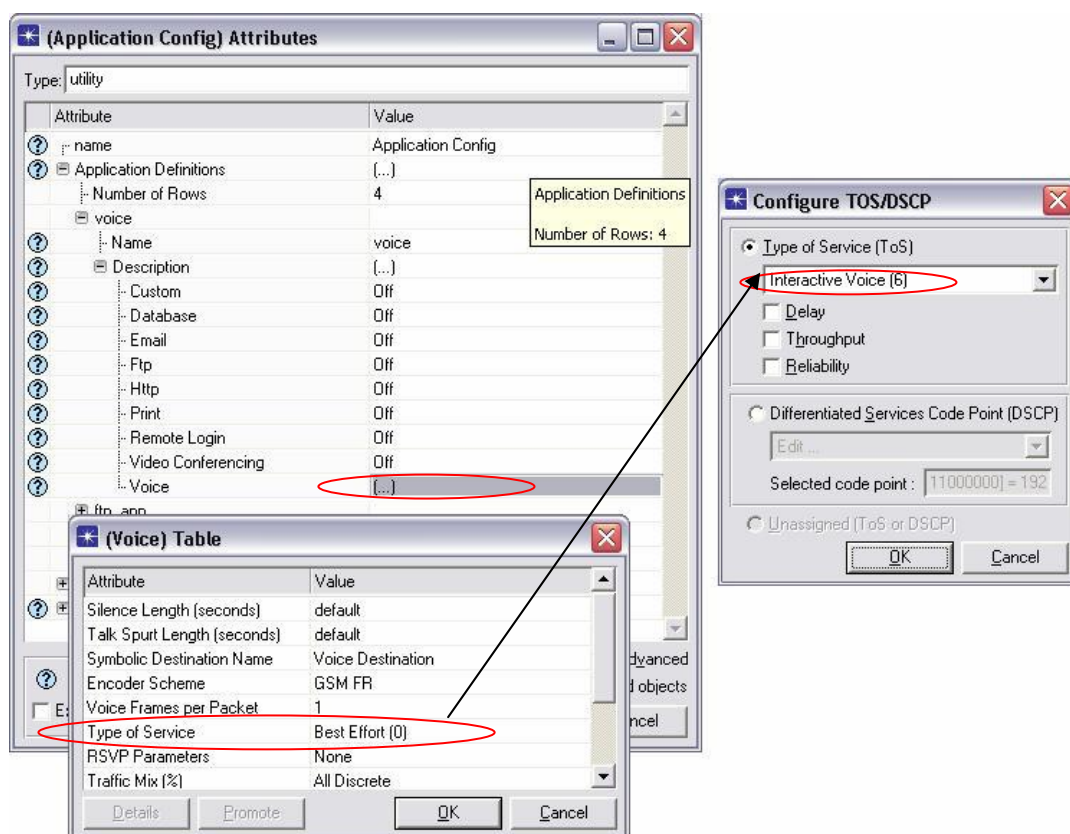 (Application Config) Attributes
Type: utility
Attribute Value
name Application Config
Application Definitions (...)
Number of Rows 4
voice
Name voice
Description (...)
Custom Off
Database Off
Email Off
Ftp Off
Http Off
Print Off
Remote Login Off
Video Conferencing Off
Voice (...)
ftp_app
Application Definitions
Number of Rows: 4
dvanced
objects
ncel
(Voice) Table
Attribute Value
Silence Length (seconds) default
Talk Spurt Length (seconds) default
Symbolic Destination Name Voice Destination
Encoder Scheme GSM FR
Voice Frames per Packet 1
Type of Service Best Effort (0)
RSVP Parameters None
Traffic Mix (%) All Discrete
Details Promote OK Cancel
Configure TOS/DSCP
Type of Service (ToS)
Interactive Voice (6)
Delay
Throughput
Reliability
Differentiated Services Code Point (DSCP)
Edit ...
Selected code point : 11000000) = 192
Unassigned (ToS or DSCP)
OK Cancel